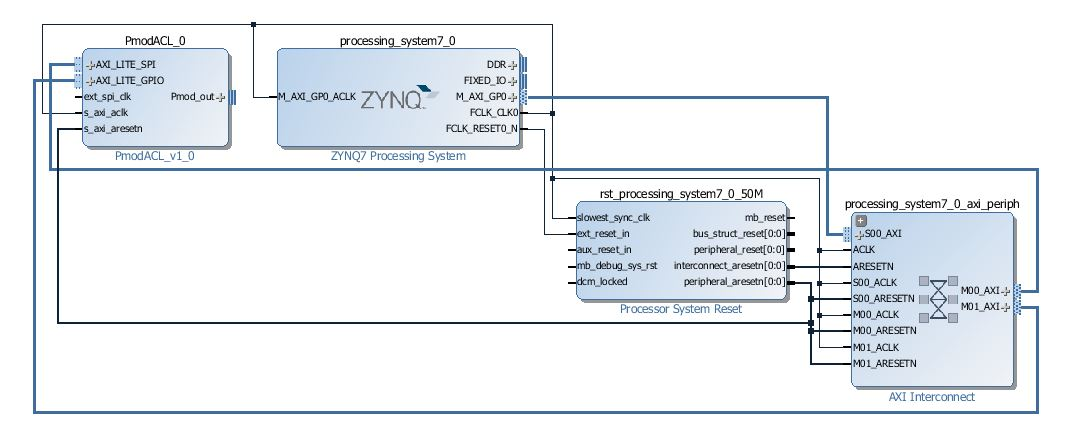 PmodACL_0
AXI_LITE_SPI
AXI_LITE_GPIO
ext_spi_clk
s_axi_aclk
s_axi_aresetn
Pmod_out
PmodACL_v1_0
processing_system7_0
M_AXI_GP0_ACLK
ZYNQ
DDR
FIXED_IO
M_AXI_GP0
FCLK_CLK0
FCLK_RESET0_N
ZYNQ7 Processing System
rst_processing_system7_0_50M
slowest_sync_clk
ext_reset_in
aux_reset_in
mb_debug_sys_rst
dcm_locked
mb_reset
bus_struct_reset[0:0]
peripheral_reset[0:0]
interconnect_aresetn[0:0]
peripheral_aresetn[0:0]
Processor System Reset
processing_system7_0_axi_periph
S00_AXI
ACLK
ARESETN
S00_ACLK
S00_ARESETN
M00_ACLK
M00_ARESETN
M01_ACLK
M01_ARESETN
M00_AXI
M01_AXI
AXI Interconnect